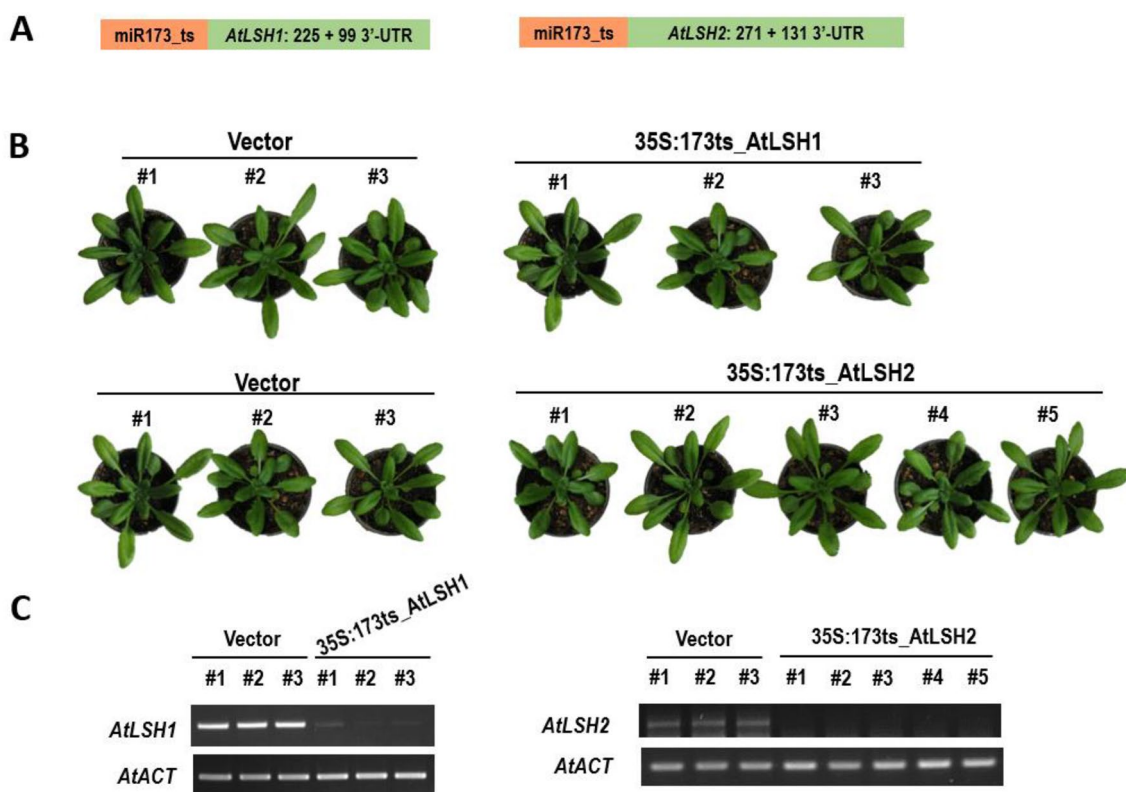 A
miR173_ts AtLSH1: 225 + 99 3'-UTR miR173_ts AtLSH2: 271 + 131 3'-UTR
B
Vector 35S:173ts_AtLSH1
#1 #2 #3 #1 #2 #3
Vector 35S:173ts_AtLSH2
#1 #2 #3 #1 #2 #3 #4 #5
C
Vector 35S:173ts_AtLSH1 Vector 35S:173ts_AtLSH2
#1 #2 #3 #1 #2 #3 #1 #2 #3 #1 #2 #3 #4 #5
AtLSH1 AtLSH2
AtACT AtACT